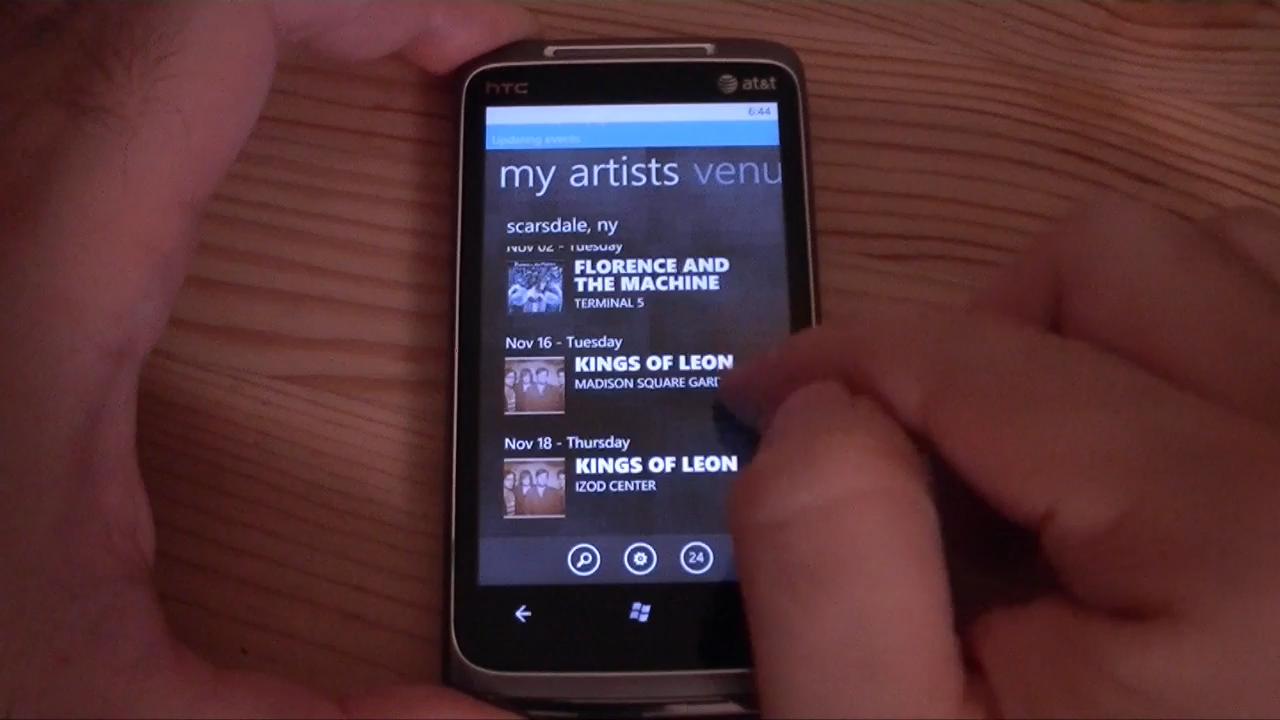 hTC
at&t
6:44
Updating events
my artists venu
scarsdale, ny
Nov 02 - Tuesday
FLORENCE AND
THE MACHINE
TERMINAL 5
Nov 16 - Tuesday
KINGS OF LEON
MADISON SQUARE GARD
Nov 18 - Thursday
KINGS OF LEON
IZOD CENTER
24